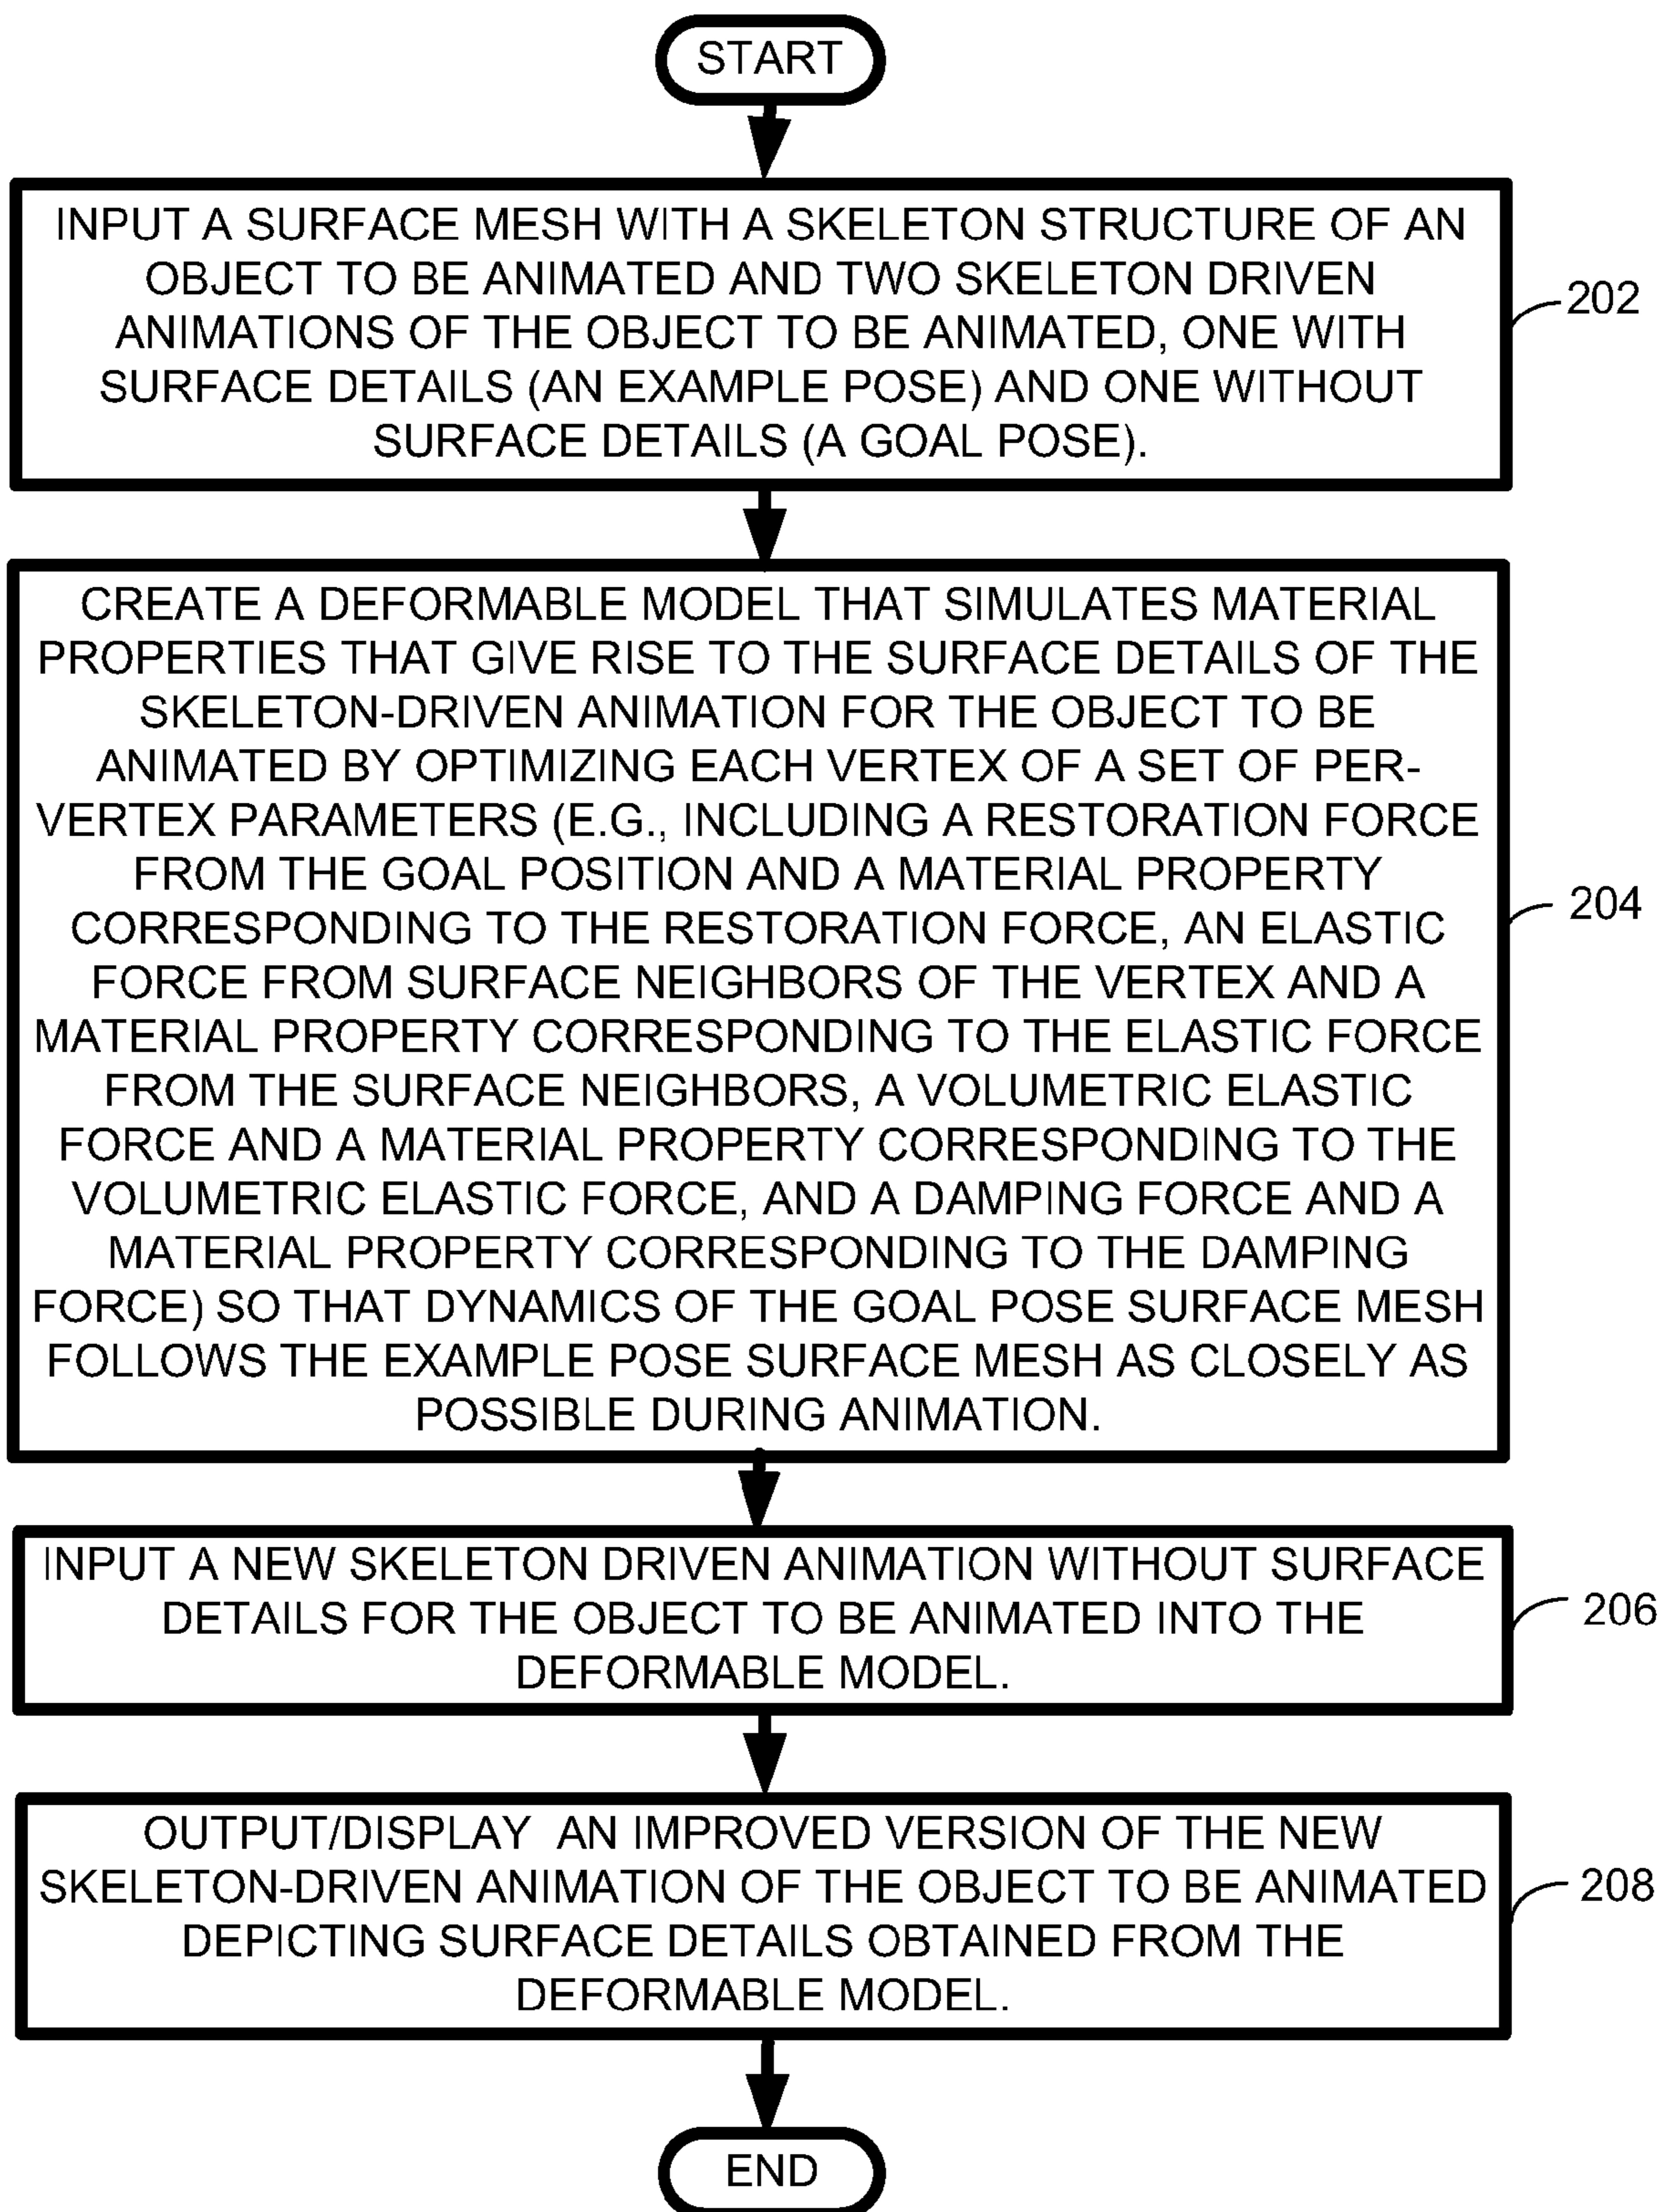 START
INPUT A SURFACE MESH WITH A SKELETON STRUCTURE OF AN
OBJECT TO BE ANIMATED AND TWO SKELETON DRIVEN
ANIMATIONS OF THE OBJECT TO BE ANIMATED, ONE WITH
SURFACE DETAILS (AN EXAMPLE POSE) AND ONE WITHOUT
SURFACE DETAILS (A GOAL POSE).
202
CREATE A DEFORMABLE MODEL THAT SIMULATES MATERIAL
PROPERTIES THAT GIVE RISE TO THE SURFACE DETAILS OF THE
SKELETON-DRIVEN ANIMATION FOR THE OBJECT TO BE
ANIMATED BY OPTIMIZING EACH VERTEX OF A SET OF PER-
VERTEX PARAMETERS (E.G., INCLUDING A RESTORATION FORCE
FROM THE GOAL POSITION AND A MATERIAL PROPERTY
CORRESPONDING TO THE RESTORATION FORCE, AN ELASTIC
FORCE FROM SURFACE NEIGHBORS OF THE VERTEX AND A
MATERIAL PROPERTY CORRESPONDING TO THE ELASTIC FORCE
FROM THE SURFACE NEIGHBORS, A VOLUMETRIC ELASTIC
FORCE AND A MATERIAL PROPERTY CORRESPONDING TO THE
VOLUMETRIC ELASTIC FORCE, AND A DAMPING FORCE AND A
MATERIAL PROPERTY CORRESPONDING TO THE DAMPING
FORCE) SO THAT DYNAMICS OF THE GOAL POSE SURFACE MESH
FOLLOWS THE EXAMPLE POSE SURFACE MESH AS CLOSELY AS
POSSIBLE DURING ANIMATION.
204
INPUT A NEW SKELETON DRIVEN ANIMATION WITHOUT SURFACE
DETAILS FOR THE OBJECT TO BE ANIMATED INTO THE
DEFORMABLE MODEL.
206
OUTPUT/DISPLAY AN IMPROVED VERSION OF THE NEW
SKELETON-DRIVEN ANIMATION OF THE OBJECT TO BE ANIMATED
DEPICTING SURFACE DETAILS OBTAINED FROM THE
DEFORMABLE MODEL.
208
END